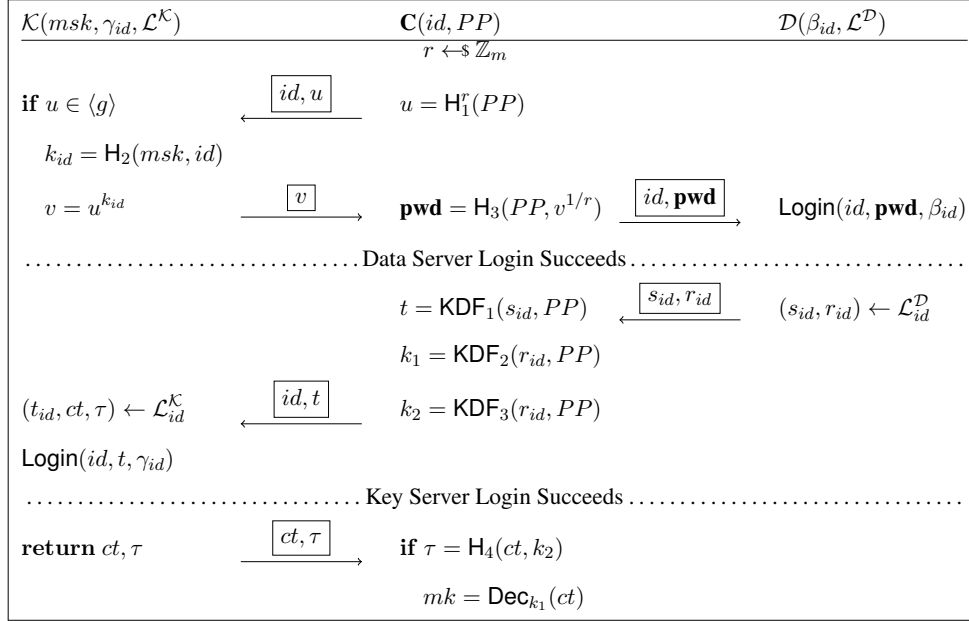 𝒦(msk, γ_id, ℒ^𝒦) C(id, PP) 𝒟(β_id, ℒ^𝒟)
r ←$ ℤ_m
if u ∈ ⟨g⟩ id, u u = H_1^r(PP)
k_id = H_2(msk, id)
v = u^{k_id} v pwd = H_3(PP, v^{1/r}) id, pwd Login(id, pwd, β_id)
Data Server Login Succeeds
t = KDF_1(s_id, PP) s_id, r_id (s_id, r_id) ← ℒ_id^𝒟
k_1 = KDF_2(r_id, PP)
(t_id, ct, τ) ← ℒ_id^𝒦 id, t k_2 = KDF_3(r_id, PP)
Login(id, t, γ_id)
Key Server Login Succeeds
return ct, τ ct, τ if τ = H_4(ct, k_2)
mk = Dec_{k_1}(ct)